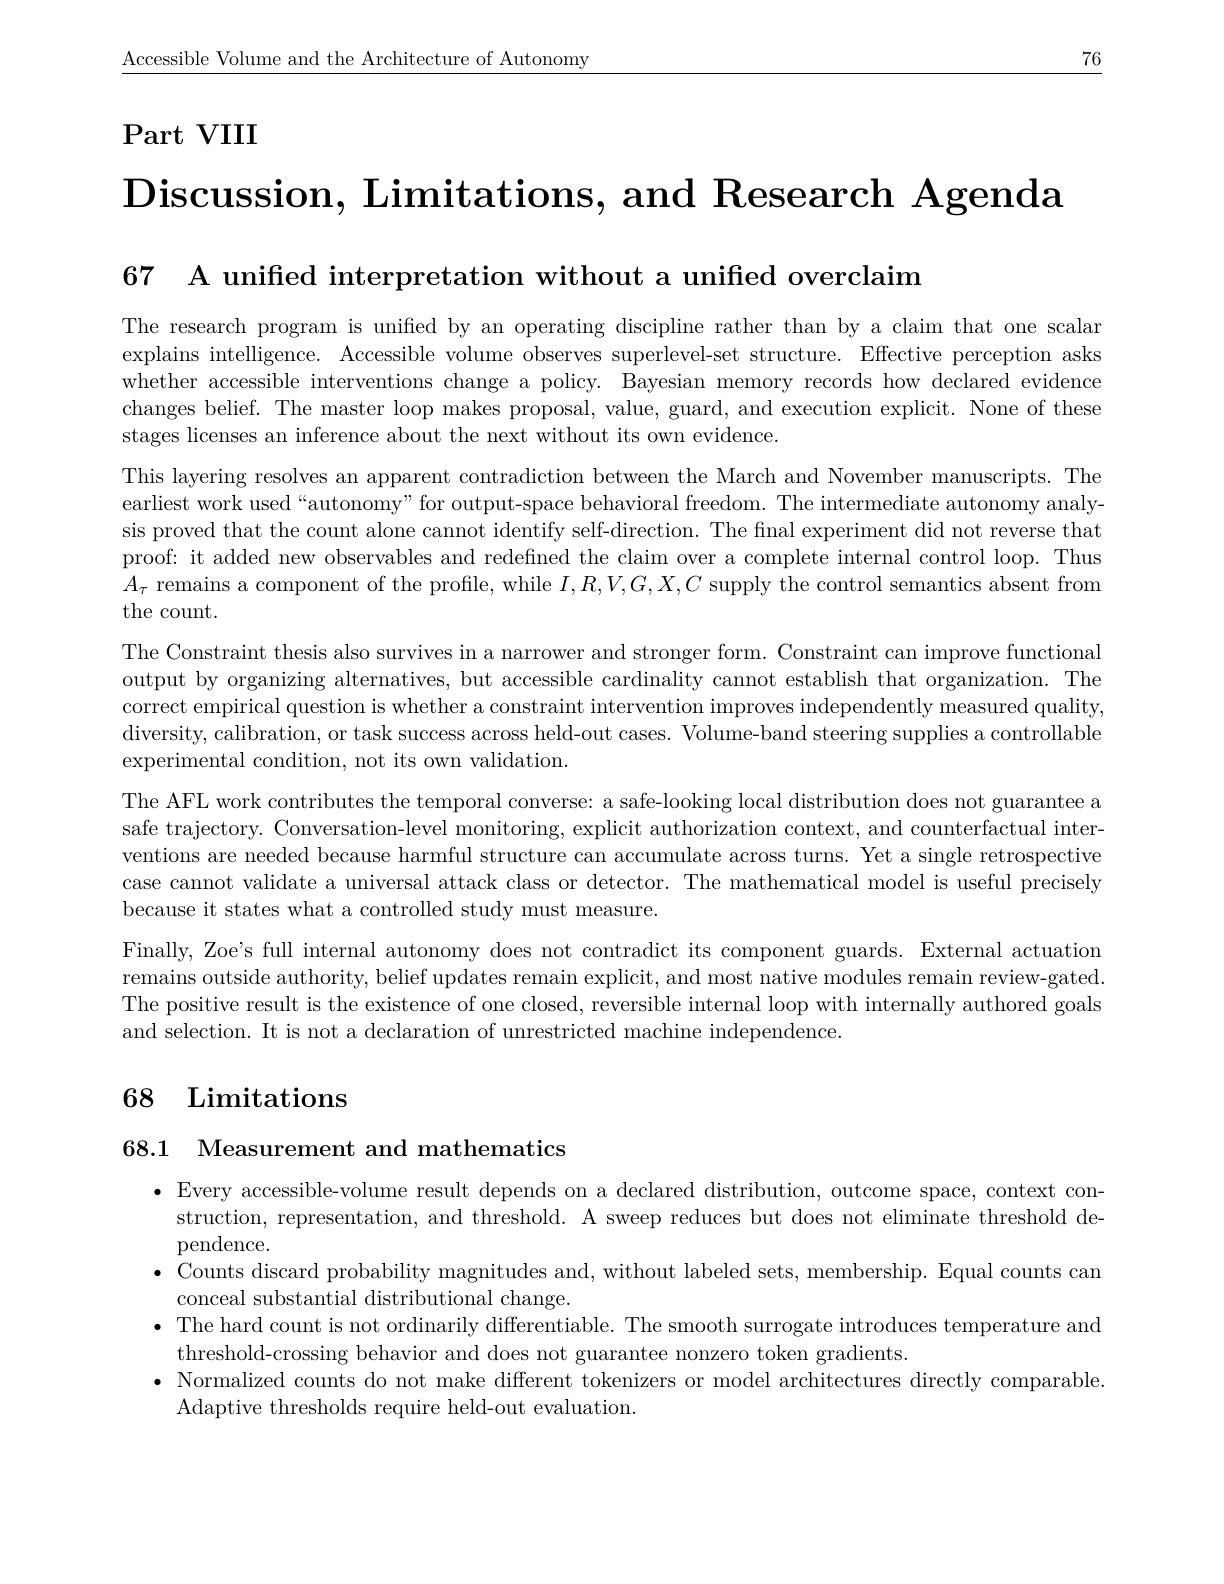 Accessible Volume and the Architecture of Autonomy 76
Part VIII
Discussion, Limitations, and Research Agenda
67 A unified interpretation without a unified overclaim
The research program is unified by an operating discipline rather than by a claim that one scalar
explains intelligence. Accessible volume observes superlevel-set structure. Effective perception asks
whether accessible interventions change a policy. Bayesian memory records how declared evidence
changes belief. The master loop makes proposal, value, guard, and execution explicit. None of these
stages licenses an inference about the next without its own evidence.
This layering resolves an apparent contradiction between the March and November manuscripts. The
earliest work used “autonomy” for output-space behavioral freedom. The intermediate autonomy analy-
sis proved that the count alone cannot identify self-direction. The final experiment did not reverse that
proof: it added new observables and redefined the claim over a complete internal control loop. Thus
A_τ remains a component of the profile, while I, R, V, G, X, C supply the control semantics absent from
the count.
The Constraint thesis also survives in a narrower and stronger form. Constraint can improve functional
output by organizing alternatives, but accessible cardinality cannot establish that organization. The
correct empirical question is whether a constraint intervention improves independently measured quality,
diversity, calibration, or task success across held-out cases. Volume-band steering supplies a controllable
experimental condition, not its own validation.
The AFL work contributes the temporal converse: a safe-looking local distribution does not guarantee a
safe trajectory. Conversation-level monitoring, explicit authorization context, and counterfactual inter-
ventions are needed because harmful structure can accumulate across turns. Yet a single retrospective
case cannot validate a universal attack class or detector. The mathematical model is useful precisely
because it states what a controlled study must measure.
Finally, Zoe’s full internal autonomy does not contradict its component guards. External actuation
remains outside authority, belief updates remain explicit, and most native modules remain review-gated.
The positive result is the existence of one closed, reversible internal loop with internally authored goals
and selection. It is not a declaration of unrestricted machine independence.
68 Limitations
68.1 Measurement and mathematics
• Every accessible-volume result depends on a declared distribution, outcome space, context con-
struction, representation, and threshold. A sweep reduces but does not eliminate threshold de-
pendence.
• Counts discard probability magnitudes and, without labeled sets, membership. Equal counts can
conceal substantial distributional change.
• The hard count is not ordinarily differentiable. The smooth surrogate introduces temperature and
threshold-crossing behavior and does not guarantee nonzero token gradients.
• Normalized counts do not make different tokenizers or model architectures directly comparable.
Adaptive thresholds require held-out evaluation.